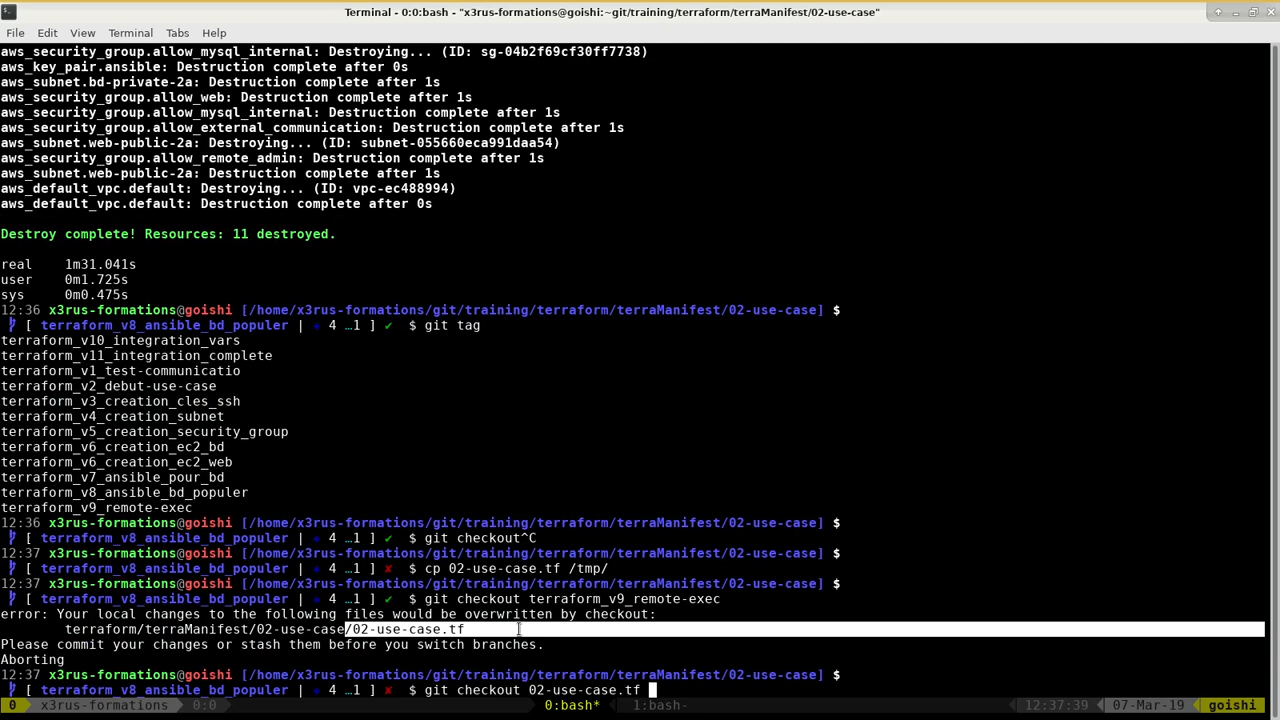 Terminal - 0:0:bash - "x3rus-formations@goishi:~git/training/terraform/terraManifest/02-use-case"
File Edit View Terminal Tabs Help
aws_security_group.allow_mysql_internal: Destroying... (ID: sg-04b2f69cf30ff7738)
aws_key_pair.ansible: Destruction complete after 0s
aws_subnet.bd-private-2a: Destruction complete after 1s
aws_security_group.allow_web: Destruction complete after 1s
aws_security_group.allow_mysql_internal: Destruction complete after 1s
aws_security_group.allow_external_communication: Destruction complete after 1s
aws_subnet.web-public-2a: Destroying... (ID: subnet-055660eca991daa54)
aws_security_group.allow_remote_admin: Destruction complete after 1s
aws_subnet.web-public-2a: Destruction complete after 1s
aws_default_vpc.default: Destroying... (ID: vpc-ec488994)
aws_default_vpc.default: Destruction complete after 0s
Destroy complete! Resources: 11 destroyed.
real 1m31.041s
user 0m1.725s
sys 0m0.475s
12:36 x3rus-formations@goishi [/home/x3rus-formations/git/training/terraform/terraManifest/02-use-case] $
[ terraform_v8_ansible_bd_populer | 4 …1 ] ✔ $ git tag
terraform_v10_integration_vars
terraform_v11_integration_complete
terraform_v1_test-communicatio
terraform_v2_debut-use-case
terraform_v3_creation_cles_ssh
terraform_v4_creation_subnet
terraform_v5_creation_security_group
terraform_v6_creation_ec2_bd
terraform_v6_creation_ec2_web
terraform_v7_ansible_pour_bd
terraform_v8_ansible_bd_populer
terraform_v9_remote-exec
12:36 x3rus-formations@goishi [/home/x3rus-formations/git/training/terraform/terraManifest/02-use-case] $
[ terraform_v8_ansible_bd_populer | 4 …1 ] ✔ $ git checkout^C
12:37 x3rus-formations@goishi [/home/x3rus-formations/git/training/terraform/terraManifest/02-use-case] $
[ terraform_v8_ansible_bd_populer | 4 …1 ] ✘ $ cp 02-use-case.tf /tmp/
12:37 x3rus-formations@goishi [/home/x3rus-formations/git/training/terraform/terraManifest/02-use-case] $
[ terraform_v8_ansible_bd_populer | 4 …1 ] ✔ $ git checkout terraform_v9_remote-exec
error: Your local changes to the following files would be overwritten by checkout:
terraform/terraManifest/02-use-case/02-use-case.tf
Please commit your changes or stash them before you switch branches.
Aborting
12:37 x3rus-formations@goishi [/home/x3rus-formations/git/training/terraform/terraManifest/02-use-case] $
[ terraform_v8_ansible_bd_populer | 4 …1 ] ✘ $ git checkout 02-use-case.tf
0 x3rus-formations 0:0 0:bash* 1:bash- 12:37:39 07-Mar-19 goishi